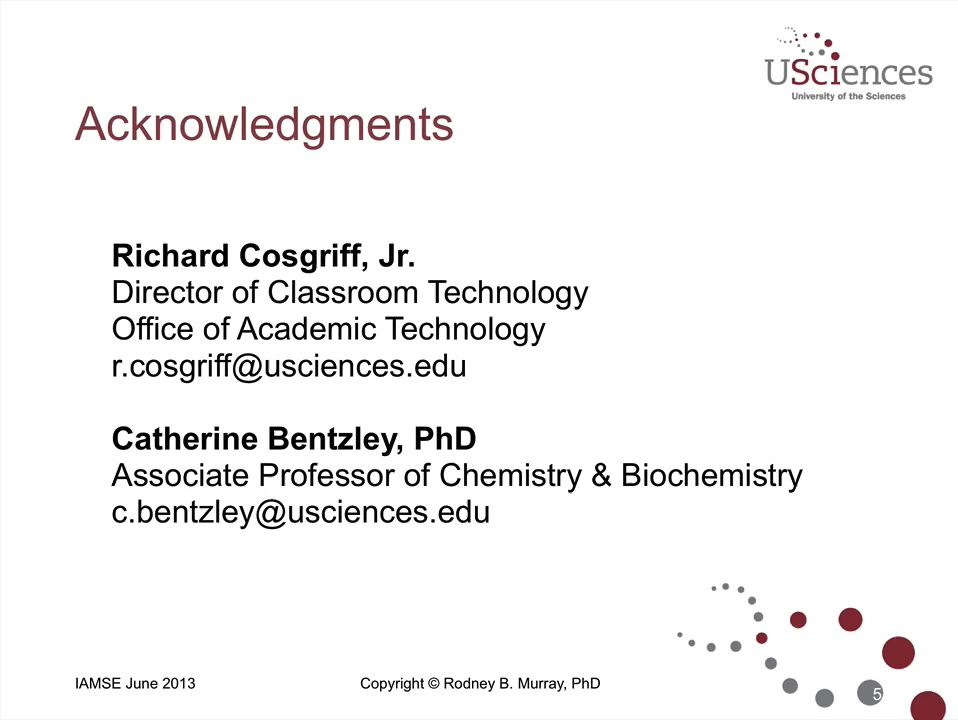 USciences
University of the Sciences
Acknowledgments
Richard Cosgriff, Jr.
Director of Classroom Technology
Office of Academic Technology
r.cosgriff@usciences.edu
Catherine Bentzley, PhD
Associate Professor of Chemistry & Biochemistry
c.bentzley@usciences.edu
IAMSE June 2013
Copyright © Rodney B. Murray, PhD
5